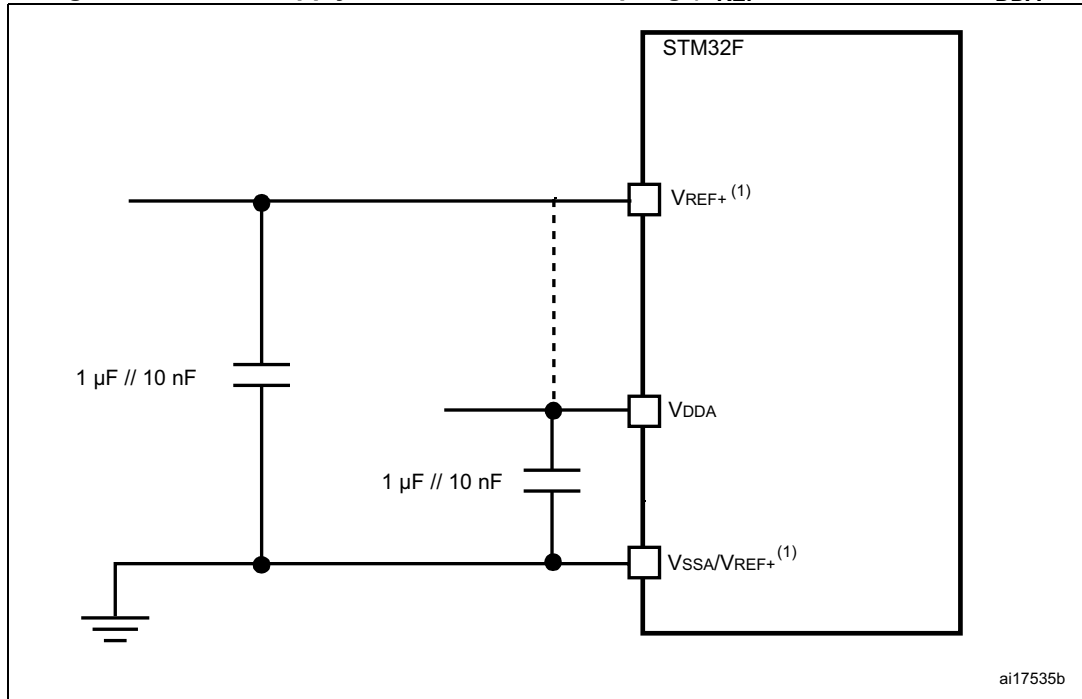 STM32F
VREF+ (1)
1 µF // 10 nF
VDDA
1 µF // 10 nF
VSSA/VREF+ (1)
ai17535b